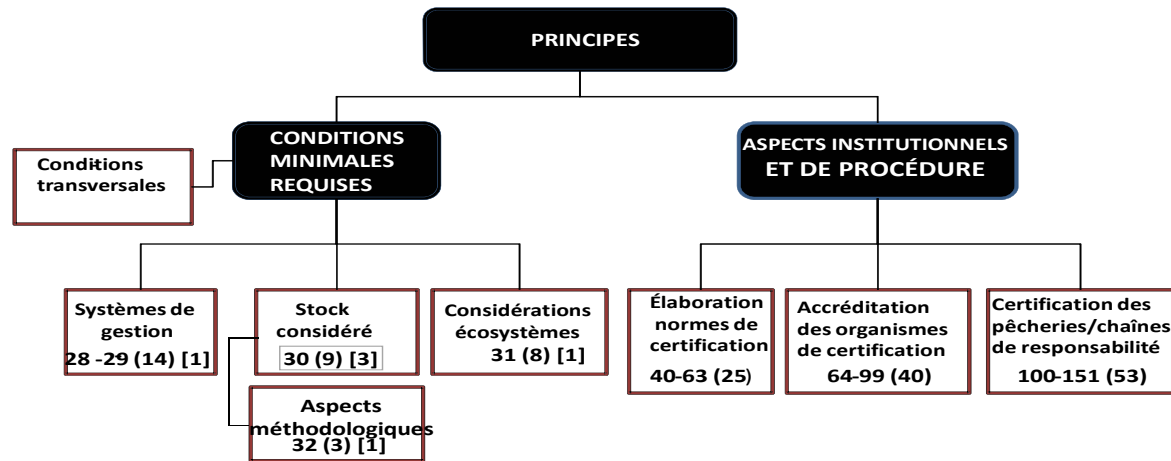 PRINCIPES
CONDITIONS
MINIMALES
REQUISES
ASPECTS INSTITUTIONNELS
ET DE PROCÉDURE
Conditions
transversales
Systèmes de
gestion
28 -29 (14) [1]
Stock
considéré
30 (9) [3]
Considérations
écosystèmes
31 (8) [1]
Aspects
méthodologiques
32 (3) [1]
Élaboration
normes de
certification
40-63 (25)
Accréditation
des organismes
de certification
64-99 (40)
Certification des
pêcheries/chaînes
de responsabilité
100-151 (53)